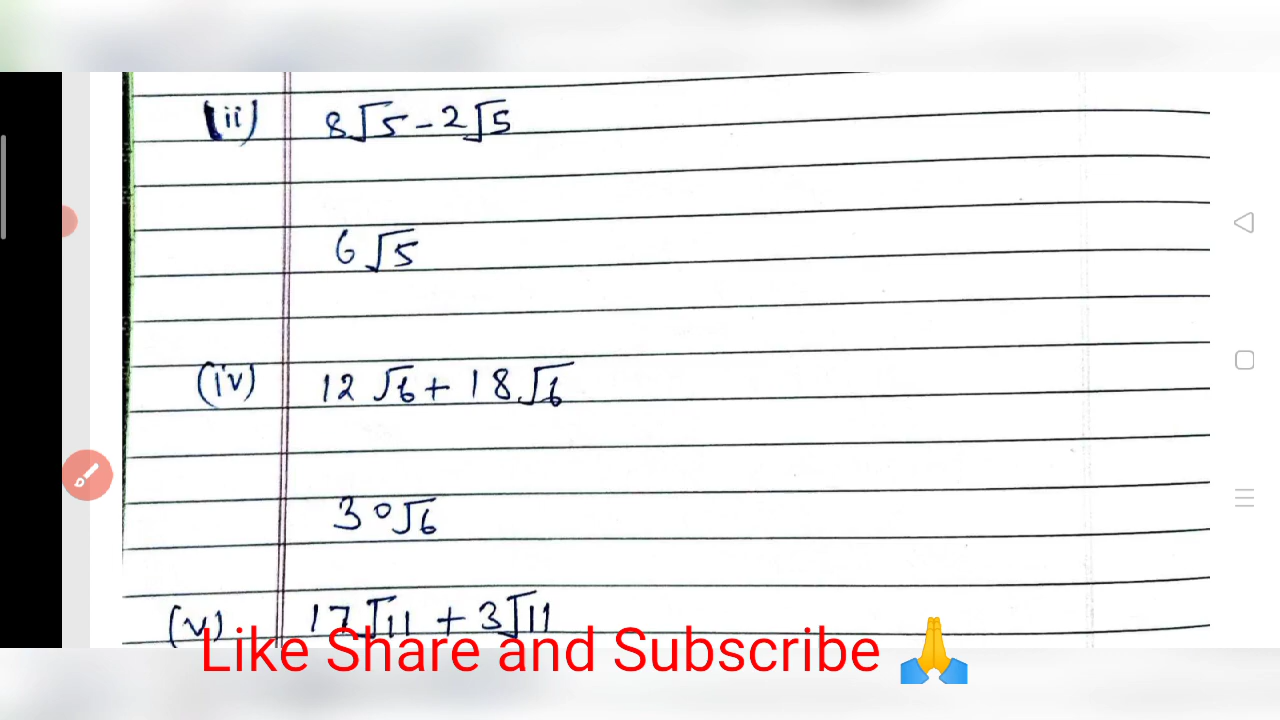 (ii) 8√5 - 2√5
6√5
(iv) 12√6 + 18√6
30√6
(v) 17√11 + 3√11
Like Share and Subscribe 🙏